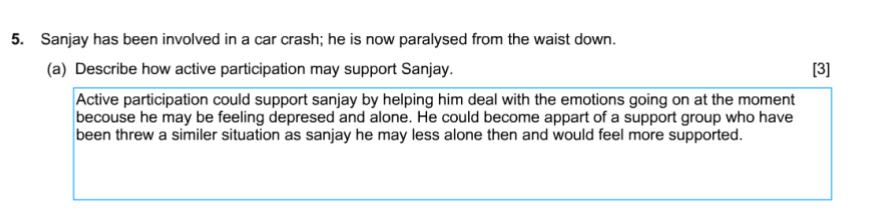 5. Sanjay has been involved in a car crash; he is now paralysed from the waist down.
(a) Describe how active participation may support Sanjay. [3]
Active participation could support sanjay by helping him deal with the emotions going on at the moment
becouse he may be feeling depresed and alone. He could become appart of a support group who have
been threw a similer situation as sanjay he may less alone then and would feel more supported.